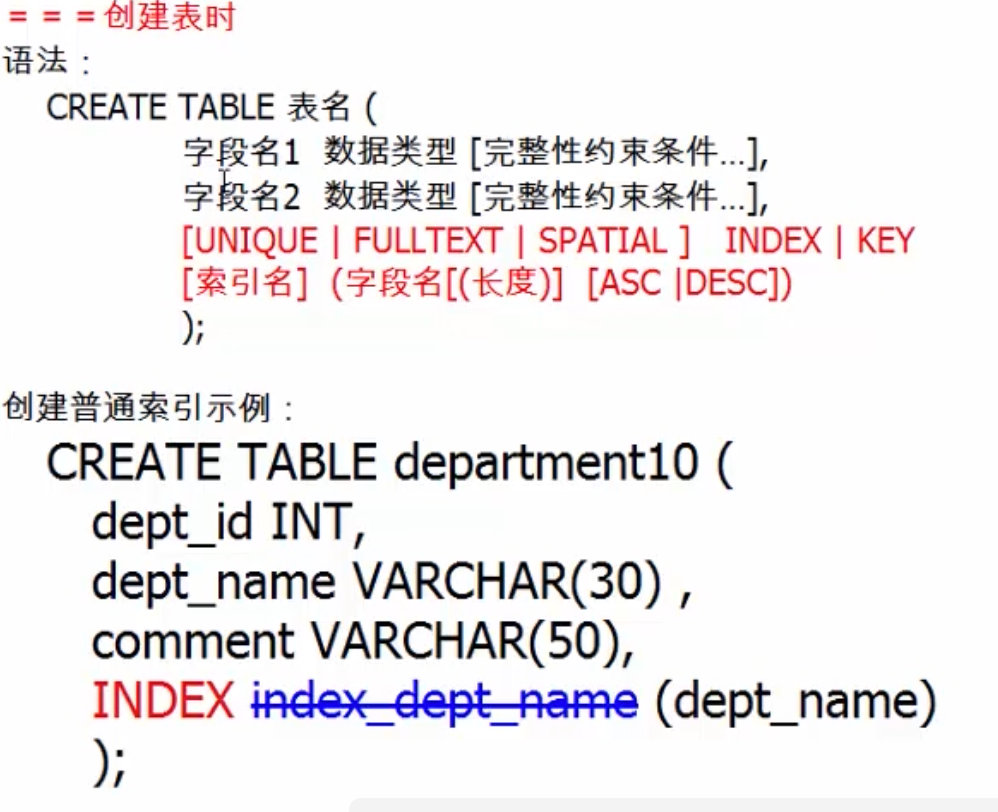 ===创建表时
语法：
CREATE TABLE 表名 (
字段名1 数据类型 [完整性约束条件...],
字段名2 数据类型 [完整性约束条件...],
[UNIQUE | FULLTEXT | SPATIAL ] INDEX | KEY
[索引名] (字段名[(长度)] [ASC |DESC])
);
创建普通索引示例：
CREATE TABLE department10 (
dept_id INT,
dept_name VARCHAR(30) ,
comment VARCHAR(50),
INDEX index_dept_name (dept_name)
);